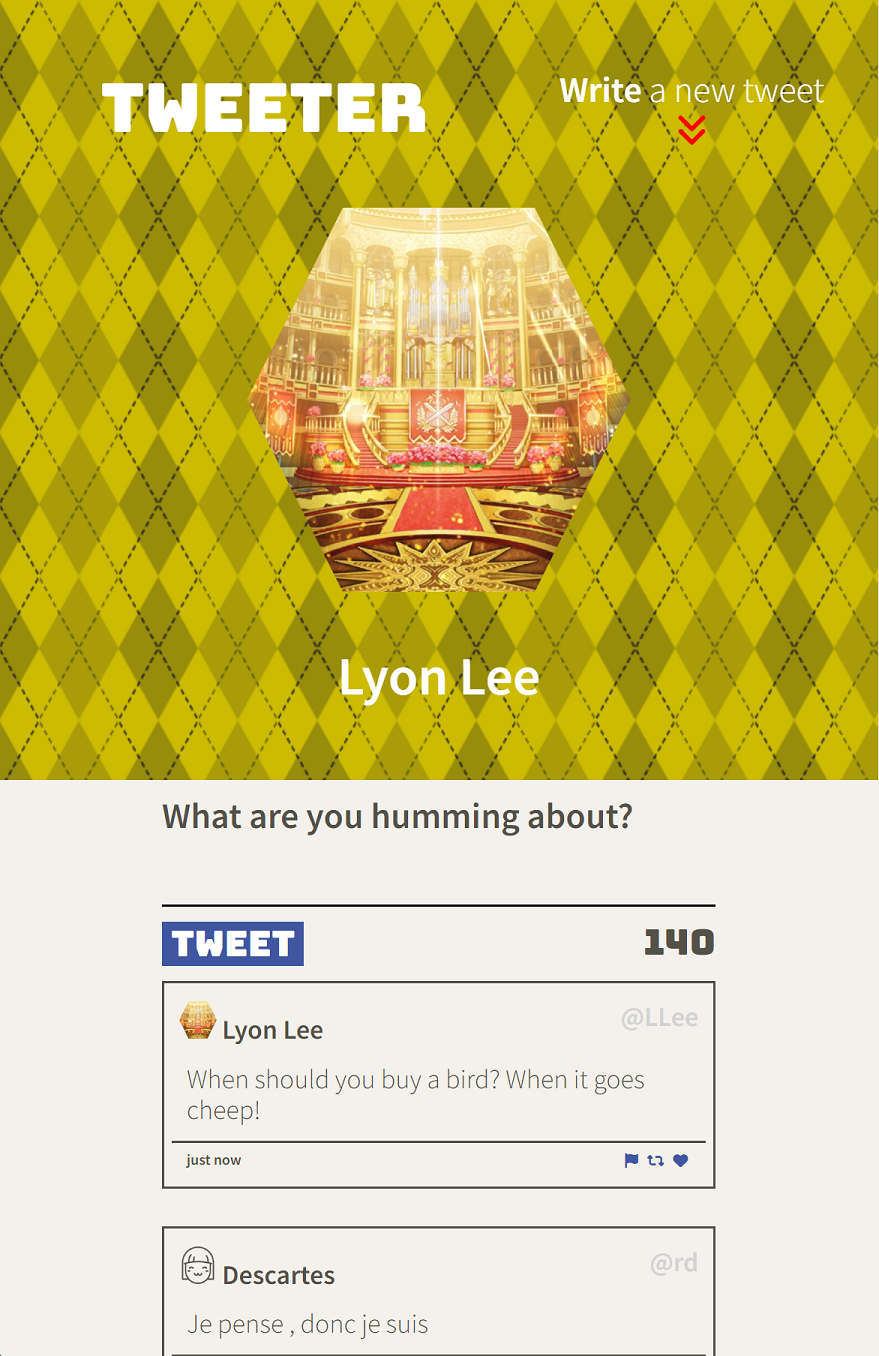 TWEETER
Write a new tweet
Lyon Lee
What are you humming about?
TWEET
140
Lyon Lee
@LLee
When should you buy a bird? When it goes
cheep!
just now
Descartes
@rd
Je pense , donc je suis